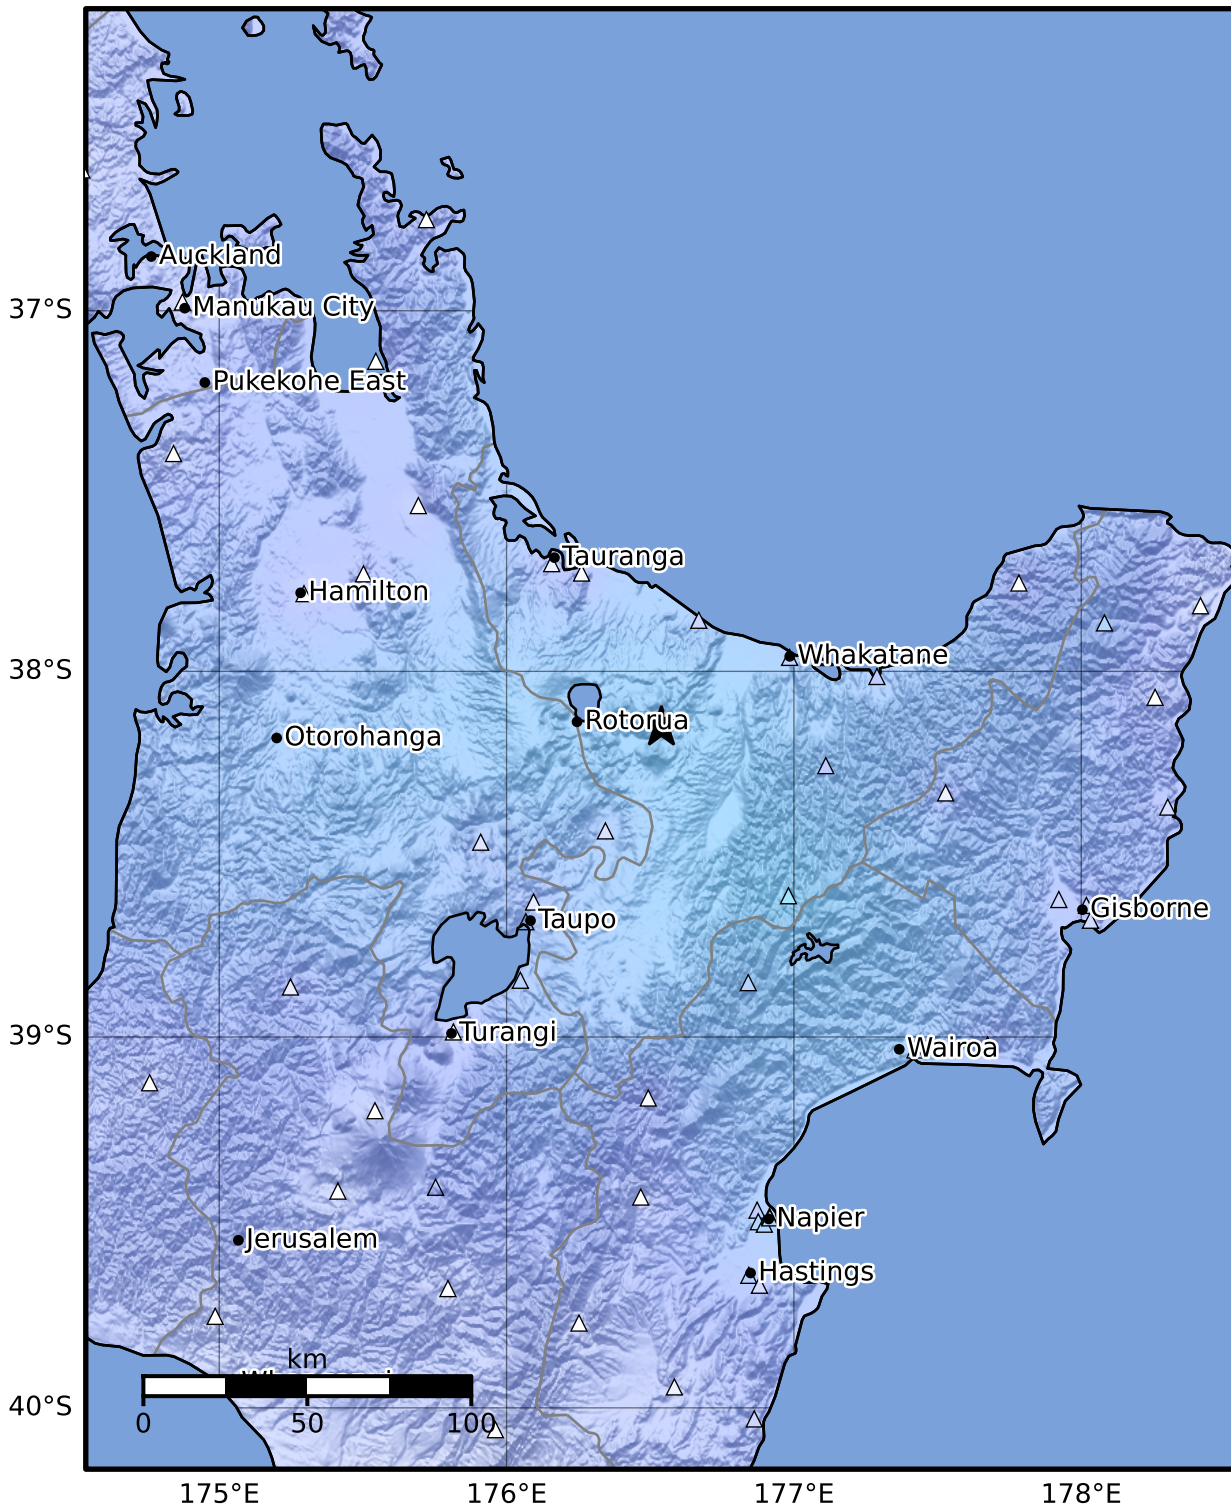 Auckland
37°S
Manukau City
Pukekohe East
Tauranga
Hamilton
38°S
Whakatane
Rotorua
Otorohanga
Gisborne
Taupo
39°S
Turangi
Wairoa
Napier
Jerusalem
Hastings
km
40°S
0 50 100
175°E 176°E 177°E 178°E